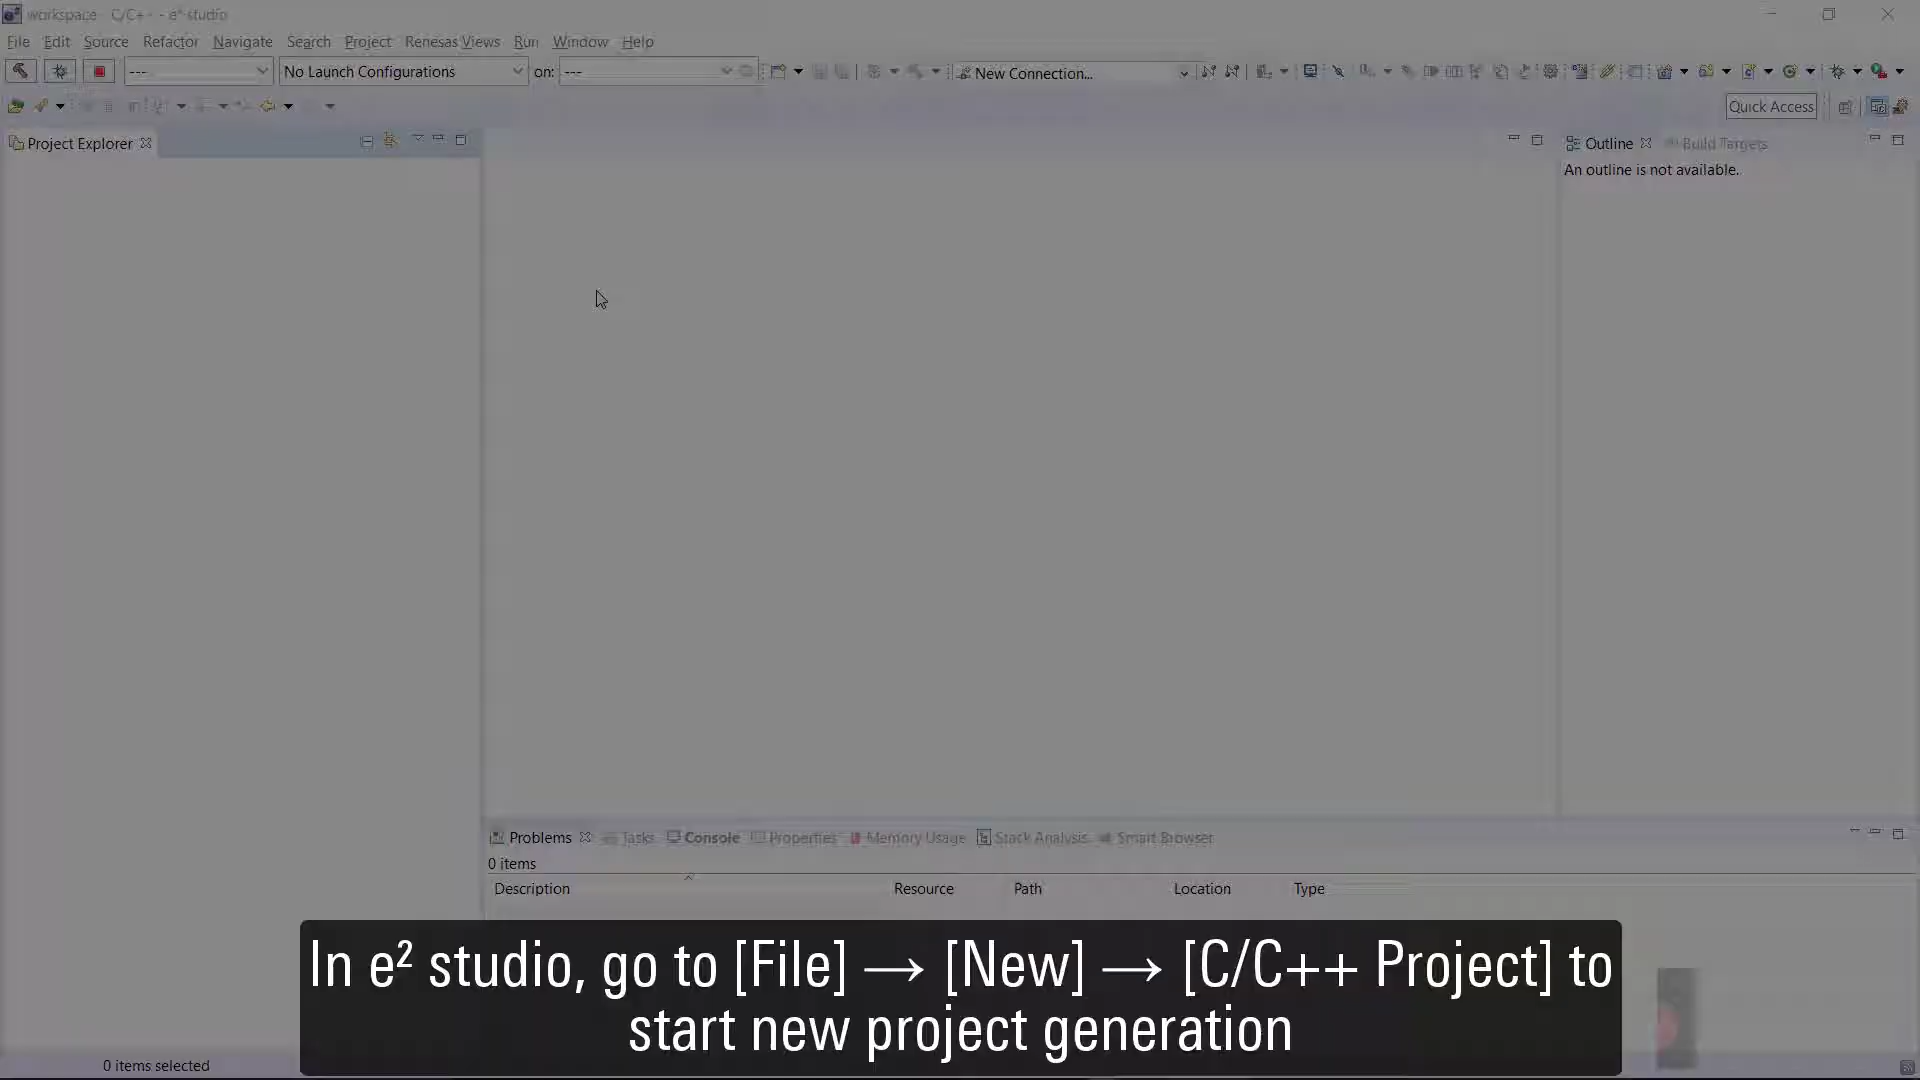 workspace - C/C++ - e² studio
File Edit Source Refactor Navigate Search Project Renesas Views Run Window Help
--- No Launch Configurations on: --- New Connection...
Quick Access
Project Explorer
Outline Build Targets
An outline is not available.
Problems Tasks Console Properties Memory Usage Stack Analysis Smart Browser
0 items
Description Resource Path Location Type
In e² studio, go to [File] → [New] → [C/C++ Project] to
start new project generation
0 items selected